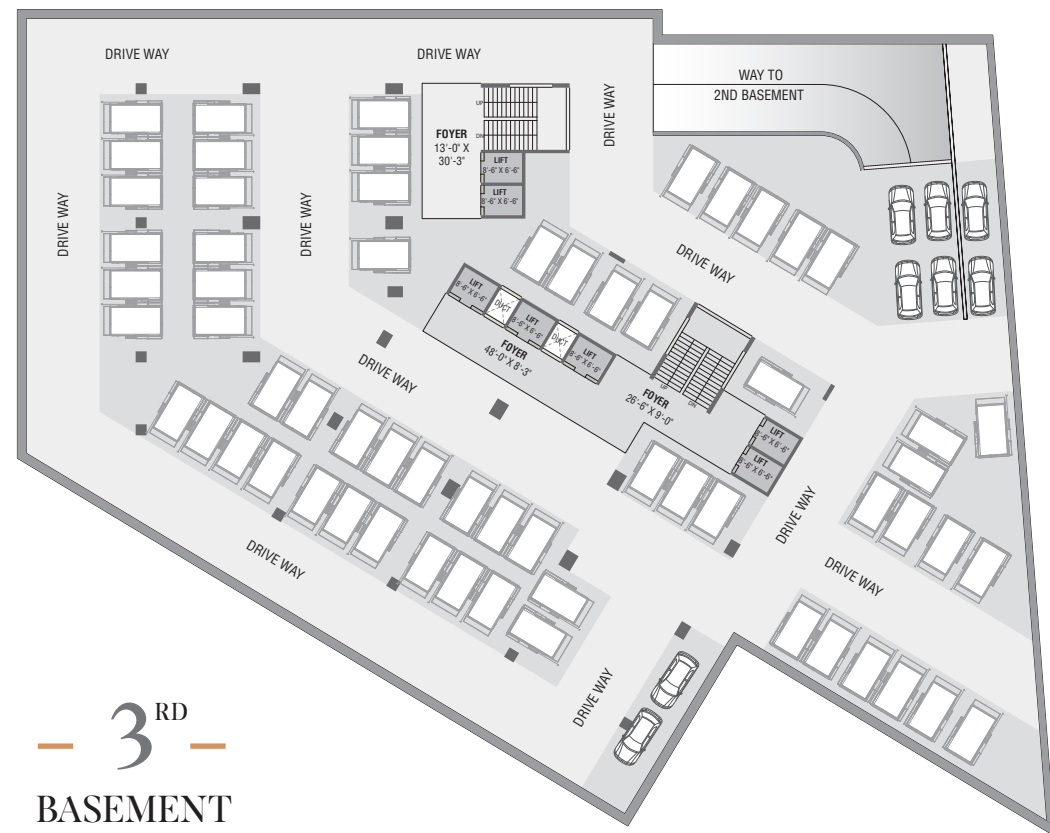 DRIVE WAY
DRIVE WAY
WAY TO
2ND BASEMENT
DRIVE WAY
UP
DN
FOYER
13'-0" X
30'-3"
LIFT
8'-6" X 6'-6"
LIFT
8'-6" X 6'-6"
DRIVE WAY
DRIVE WAY
DRIVE WAY
LIFT
8'-6" X 6'-6"
DUCT
LIFT
8'-6" X 6'-6"
DUCT
LIFT
8'-6" X 6'-6"
FOYER
48'-0" X 8'-3"
DRIVE WAY
UP
DN
FOYER
26'-6" X 9'-0"
LIFT
8'-6" X 6'-6"
LIFT
8'-6" X 6'-6"
DRIVE WAY
DRIVE WAY
DRIVE WAY
DRIVE WAY
3RD
BASEMENT